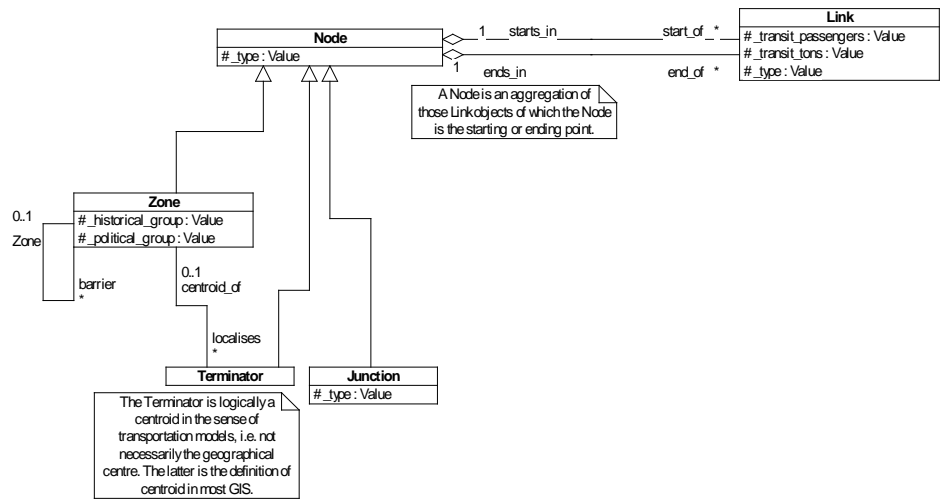 Node
# _type : Value
1 starts_in start_of *
1 ends_in end_of *
Link
# _transit_passengers : Value
# _transit_tons : Value
# _type : Value
A Node is an aggregation of
those Link objects of which the Node
is the starting or ending point.
Zone
# _historical_group : Value
# _political_group : Value
0..1
Zone
barrier
*
0..1
centroid_of
localises
*
Terminator
Junction
# _type : Value
The Terminator is logically a
centroid in the sense of
transportation models, i.e. not
necessarily the geographical
centre. The latter is the definition of
centroid in most GIS.